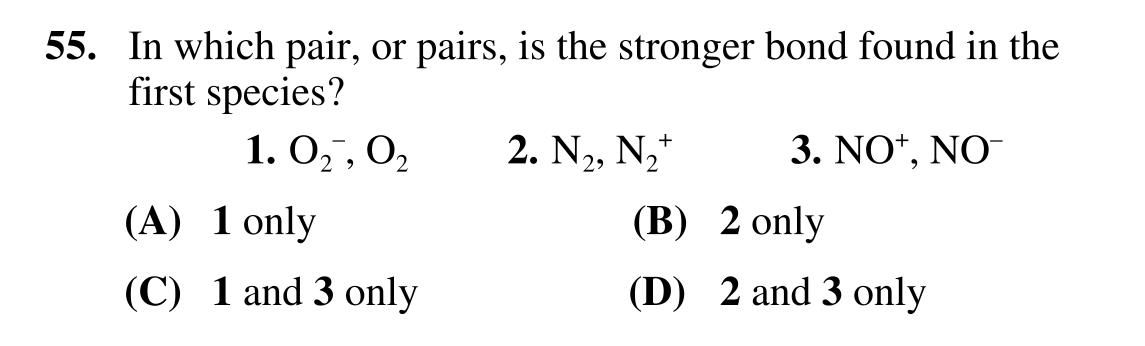 55. In which pair, or pairs, is the stronger bond found in the
first species?
1. O₂⁻, O₂ 2. N₂, N₂⁺ 3. NO⁺, NO⁻
(A) 1 only (B) 2 only
(C) 1 and 3 only (D) 2 and 3 only